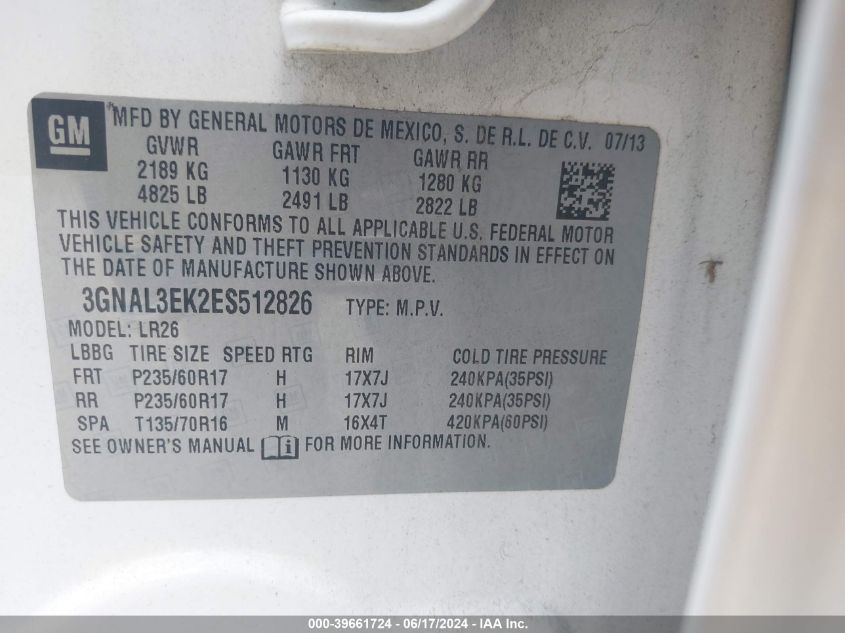 GM
*MFD BY GENERAL MOTORS DE MEXICO, S. DE R.L. DE C.V. 07/13
GVWR GAWR FRT GAWR RR
2189 KG 1130 KG 1280 KG
4825 LB 2491 LB 2822 LB
THIS VEHICLE CONFORMS TO ALL APPLICABLE U.S. FEDERAL MOTOR
VEHICLE SAFETY AND THEFT PREVENTION STANDARDS IN EFFECT ON
THE DATE OF MANUFACTURE SHOWN ABOVE.
3GNAL3EK2ES512826 TYPE: M.P.V.
MODEL: LR26
LBBG TIRE SIZE SPEED RTG RIM COLD TIRE PRESSURE
FRT P235/60R17 H 17X7J 240KPA(35PSI)
RR P235/60R17 H 17X7J 240KPA(35PSI)
SPA T135/70R16 M 16X4T 420KPA(60PSI)
SEE OWNER'S MANUAL i FOR MORE INFORMATION.
000-39661724 - 06/17/2024 - IAA Inc.